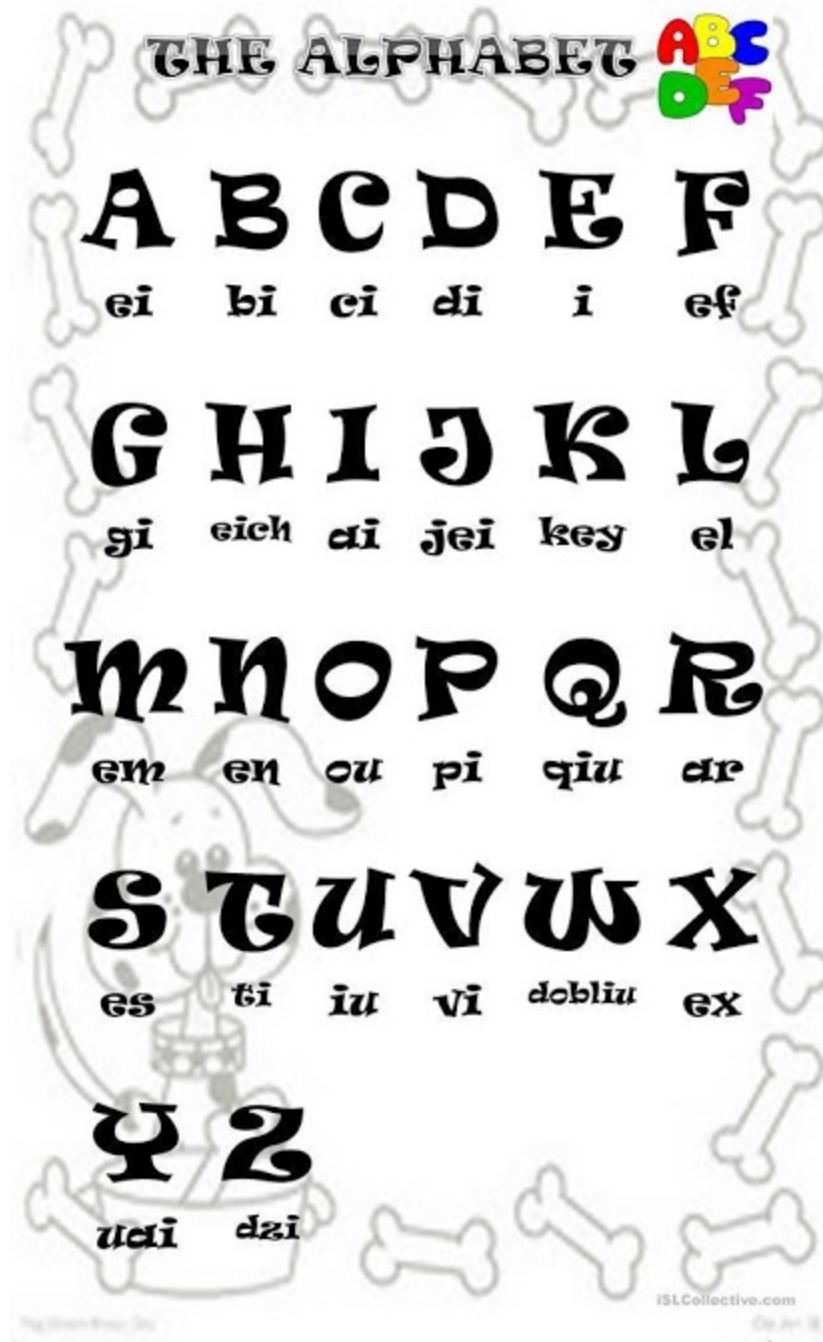 THE ALPHABET
ABC
DEF
A B C D E F
ei bi ci di i ef
G H I J K L
gi eich ai jei key el
M N O P Q R
em en ou pi qiu ar
S T U V W X
es ti iu vi dobliu ex
Y Z
uai dzi
iSLCollective.com